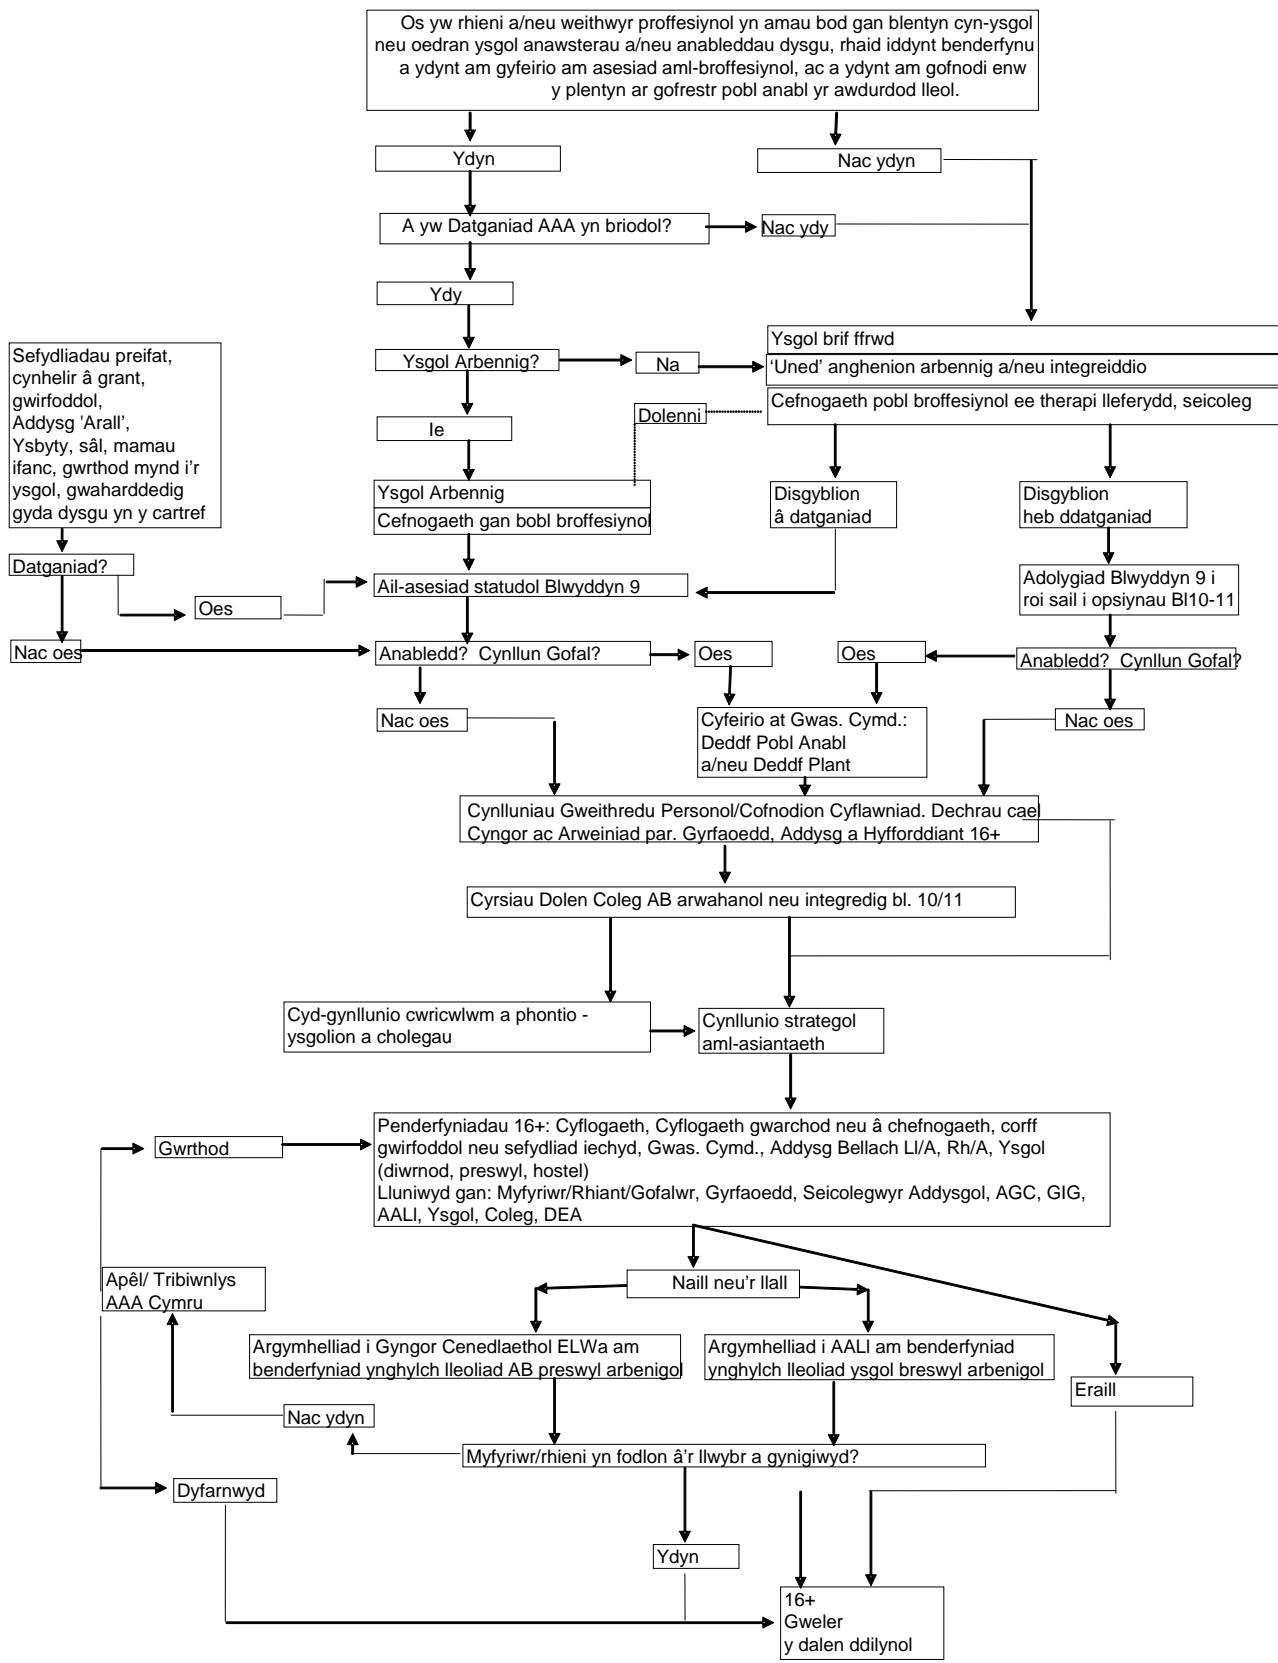 Os yw rhieni a/neu weithwyr proffesiynol yn amau bod gan blentyn cyn-ysgol
neu oedran ysgol anawsterau a/neu anableddau dysgu, rhaid iddynt benderfynu
a ydynt am gyfeirio am asesiad aml-broffesiynol, ac a ydynt am gofnodi enw
y plentyn ar gofrestr pobl anabl yr awdurdod lleol.
Ydyn
Nac ydyn
A yw Datganiad AAA yn briodol?
Nac ydy
Ydy
Ysgol Arbennig?
Na
Ysgol brif ffrwd
'Uned' anghenion arbennig a/neu integreiddio
Cefnogaeth pobl broffesiynol ee therapi lleferydd, seicoleg
Sefydliadau preifat,
cynhelir â grant,
gwirfoddol,
Addysg 'Arall',
Ysbyty, sâl, mamau
ifanc, gwrthod mynd i'r
ysgol, gwaharddedig
gyda dysgu yn y cartref
Ie
Dolenni
Ysgol Arbennig
Cefnogaeth gan bobl broffesiynol
Disgyblion
â datganiad
Disgyblion
heb ddatganiad
Datganiad?
Oes
Ail-asesiad statudol Blwyddyn 9
Adolygiad Blwyddyn 9 i
roi sail i opsiynau Bl10-11
Nac oes
Anabledd? Cynllun Gofal?
Oes
Oes
Anabledd? Cynllun Gofal?
Nac oes
Cyfeirio at Gwas. Cymd.:
Deddf Pobl Anabl
a/neu Deddf Plant
Nac oes
Cynlluniau Gweithredu Personol/Cofnodion Cyflawniad. Dechrau cael
Cyngor ac Arweiniad par. Gyrfaoedd, Addysg a Hyfforddiant 16+
Cyrsiau Dolen Coleg AB arwahanol neu integredig bl. 10/11
Cyd-gynllunio cwricwlwm a phontio -
ysgolion a cholegau
Cynllunio strategol
aml-asiantaeth
Gwrthod
Penderfyniadau 16+: Cyflogaeth, Cyflogaeth gwarchod neu â chefnogaeth, corff
gwirfoddol neu sefydliad iechyd, Gwas. Cymd., Addysg Bellach Ll/A, Rh/A, Ysgol
(diwrnod, preswyl, hostel)
Lluniwyd gan: Myfyriwr/Rhiant/Gofalwr, Gyrfaoedd, Seicolegwyr Addysgol, AGC, GIG,
AALl, Ysgol, Coleg, DEA
Apêl/ Tribiwnlys
AAA Cymru
Naill neu'r llall
Argymhelliad i Gyngor Cenedlaethol ELWa am
benderfyniad ynghylch lleoliad AB preswyl arbenigol
Argymhelliad i AALl am benderfyniad
ynghylch lleoliad ysgol breswyl arbenigol
Eraill
Nac ydyn
Myfyriwr/rhieni yn fodlon â'r llwybr a gynigiwyd?
Dyfarnwyd
Ydyn
16+
Gweler
y dalen ddilynol